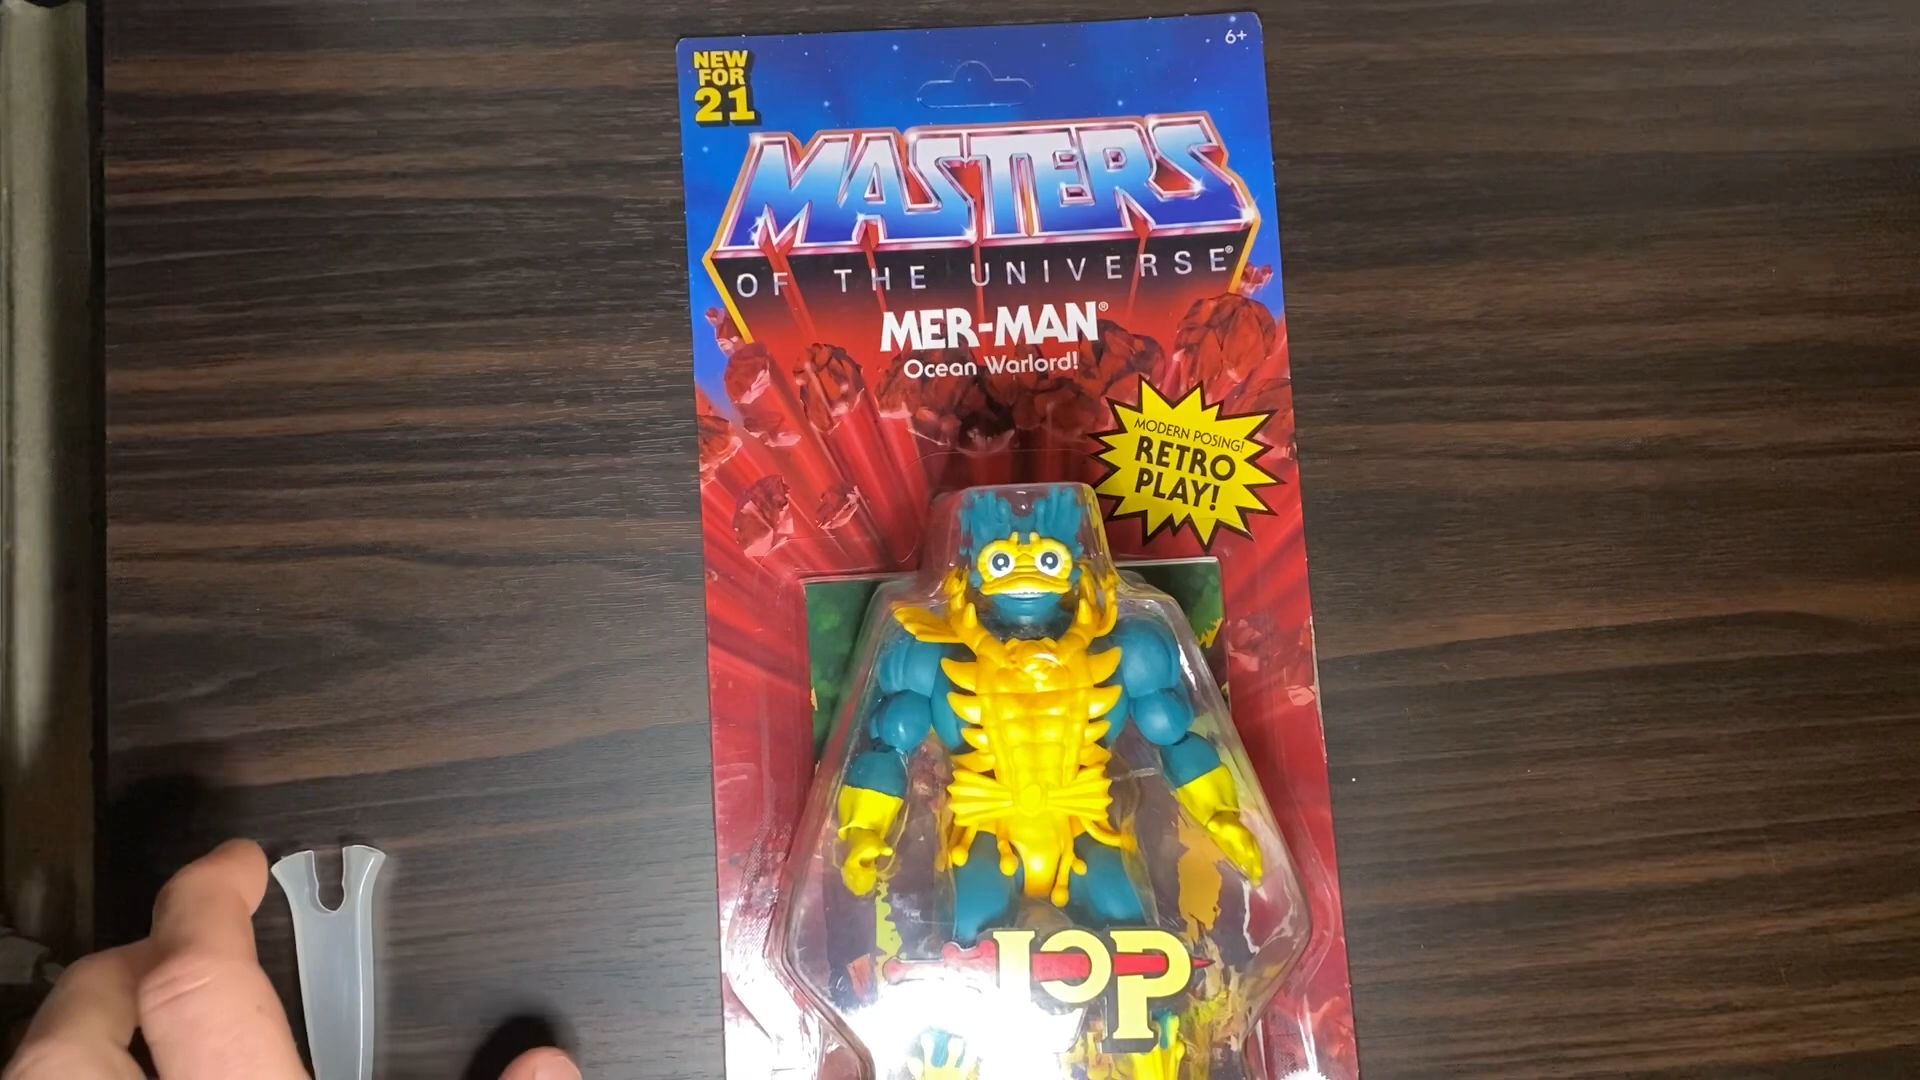 NEW
FOR
21
6+
MASTERS
OF THE UNIVERSE®
MER-MAN®
Ocean Warlord!
MODERN POSING!
RETRO
PLAY!